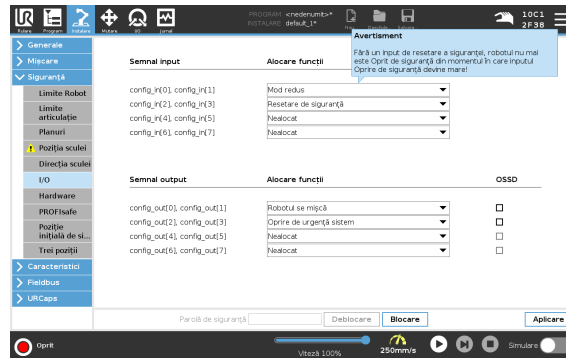 PROGRAM <nedenumit>*
INSTALARE default_1*
10C1
2F38
Rulare Program Instalare Mutare I/O Jurnal
Avertisment
Fără un input de resetare a siguranței, robotul nu mai
este Oprit de siguranță din momentul în care inputul
Oprire de siguranță devine mare!
Generale
Mișcare
Siguranță
Limite Robot
Limite
articulație
Planuri
Poziția sculei
Direcția sculei
I/O
Hardware
PROFIsafe
Poziție
inițială de si...
Trei poziții
Caracteristici
Fieldbus
URCaps
Semnal input Alocare funcții
config_in[0], config_in[1] Mod redus
config_in[2], config_in[3] Resetare de siguranță
config_in[4], config_in[5] Nealocat
config_in[6], config_in[7] Nealocat
Semnal output Alocare funcții OSSD
config_out[0], config_out[1] Robotul se mișcă
config_out[2], config_out[3] Oprire de urgență sistem
config_out[4], config_out[5] Nealocat
config_out[6], config_out[7] Nealocat
Parolă de siguranță Deblocare Blocare Aplicare
Oprit Viteză 100% 250mm/s Simulare